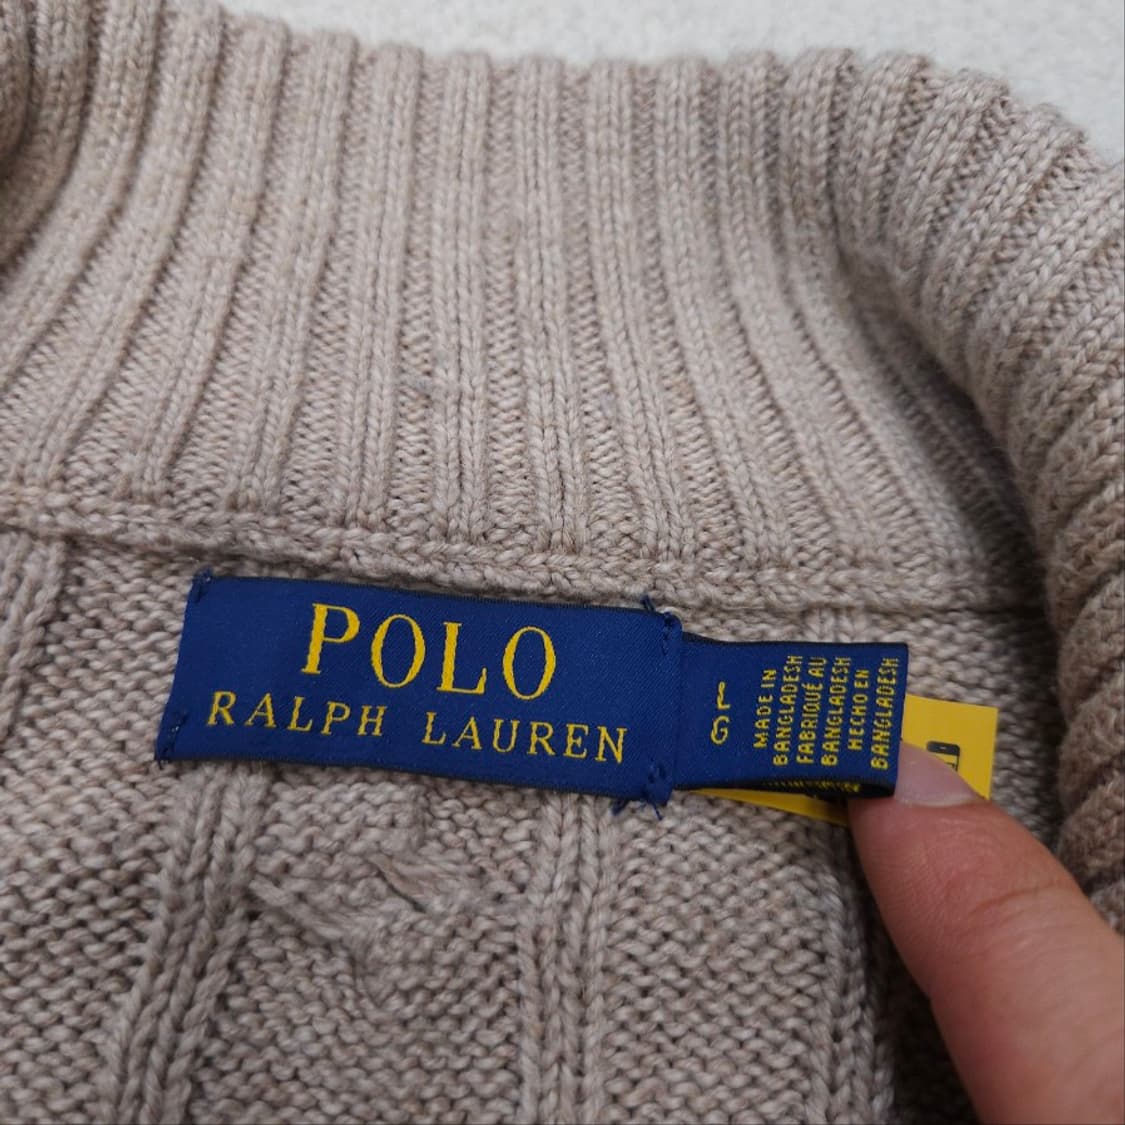 POLO
RALPH LAUREN
L
G
MADE IN
BANGLADESH
FABRIQUÉ AU
BANGLADESH
HECHO EN
BANGLADESH